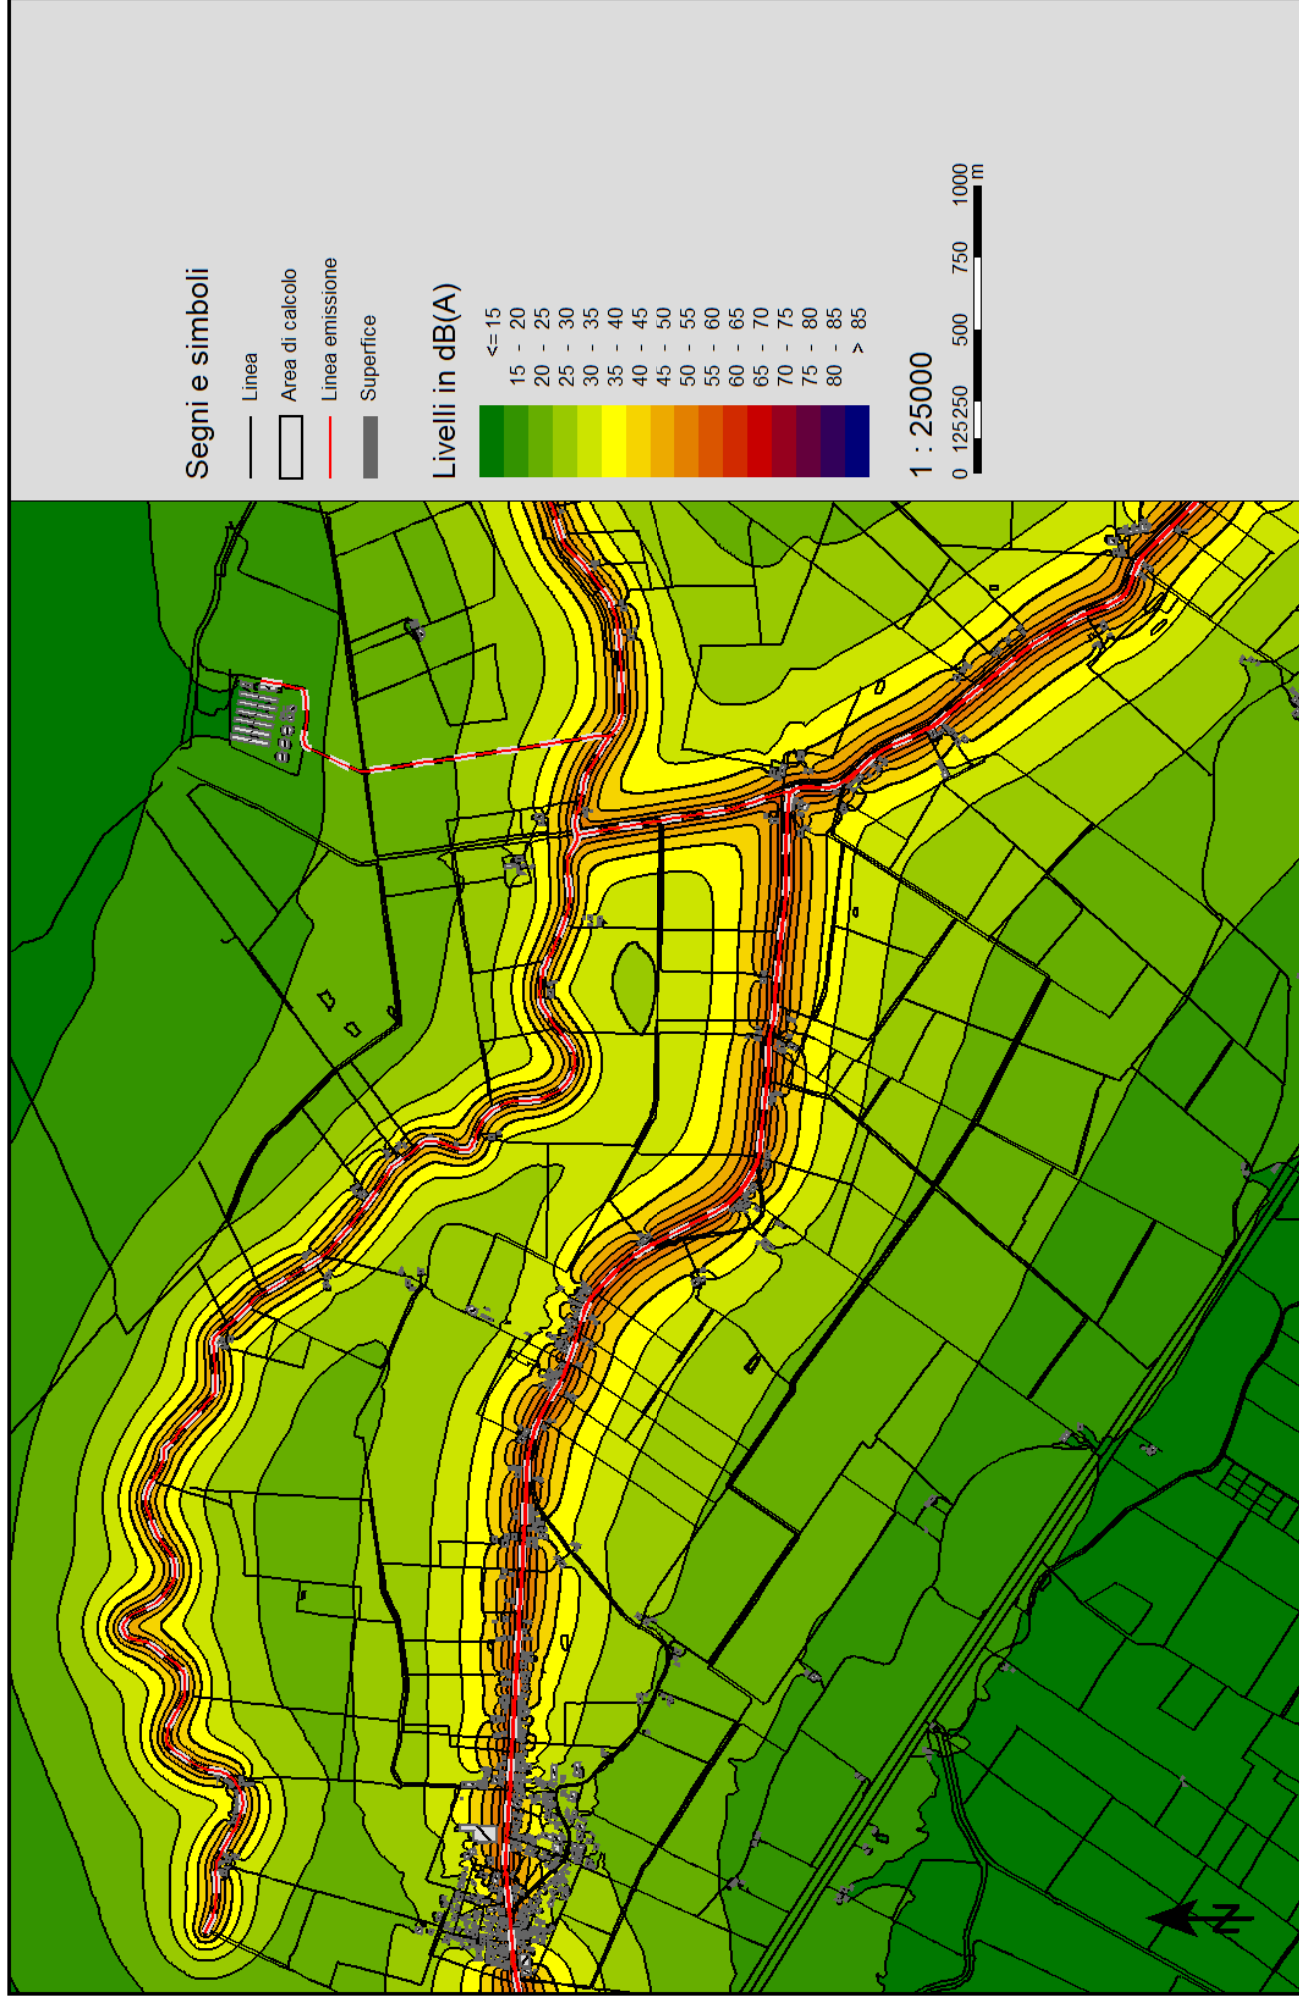 Segni e simboli
Linea
Area di calcolo
Linea emissione
Superfice
Livelli in dB(A)
<= 15
15 - 20
20 - 25
25 - 30
30 - 35
35 - 40
40 - 45
45 - 50
50 - 55
55 - 60
60 - 65
65 - 70
70 - 75
75 - 80
80 - 85
> 85
1 : 25000
0 125 250 500 750 1000
m
N